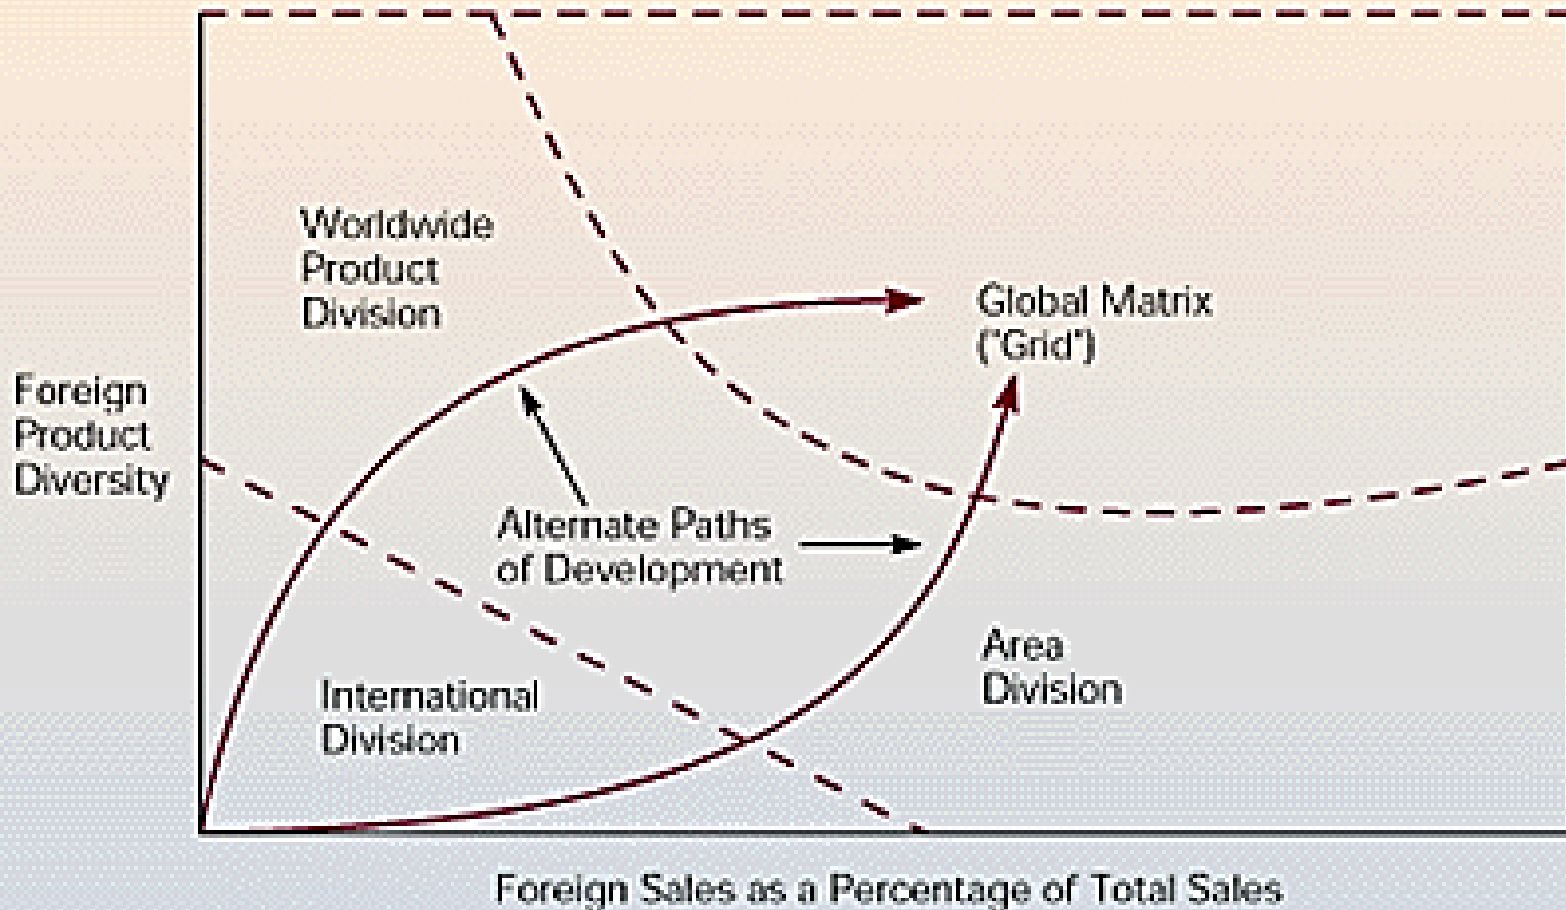 Worldwide
Product
Division
Global Matrix
("Grid")
Foreign
Product
Diversity
Alternate Paths
of Development
Area
Division
International
Division
Foreign Sales as a Percentage of Total Sales